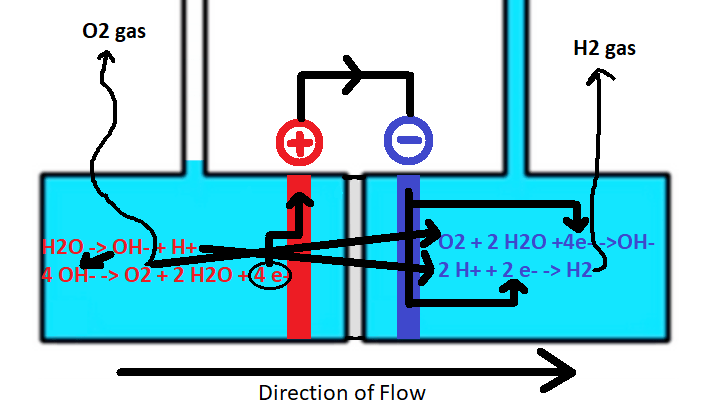 O2 gas
H2 gas
+
−
H2O -> OH- + H+
4 OH- -> O2 + 2 H2O + 4 e-
O2 + 2 H2O +4e- ->OH-
2 H+ + 2 e- -> H2
Direction of Flow